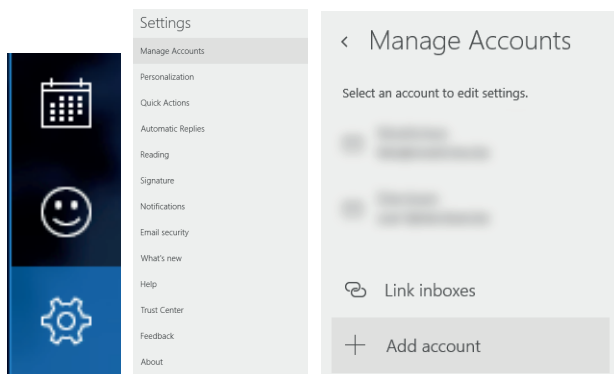 Settings
Manage Accounts
Personalization
Quick Actions
Automatic Replies
Reading
Signature
Notifications
Email security
What's new
Help
Trust Center
Feedback
About
Manage Accounts
Select an account to edit settings.
Link inboxes
Add account